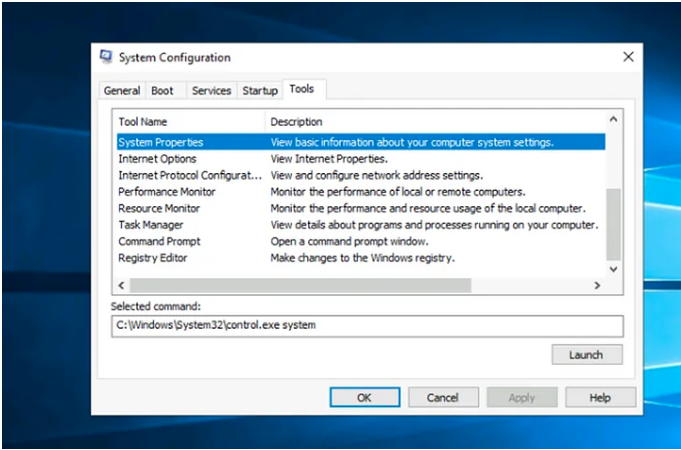 System Configuration
General Boot Services Startup Tools
Tool Name Description
System Properties View basic information about your computer system settings.
Internet Options View Internet Properties.
Internet Protocol Configurat... View and configure network address settings.
Performance Monitor Monitor the performance of local or remote computers.
Resource Monitor Monitor the performance and resource usage of the local computer.
Task Manager View details about programs and processes running on your computer.
Command Prompt Open a command prompt window.
Registry Editor Make changes to the Windows registry.
Selected command:
C:\Windows\System32\control.exe system
Launch
OK Cancel Apply Help